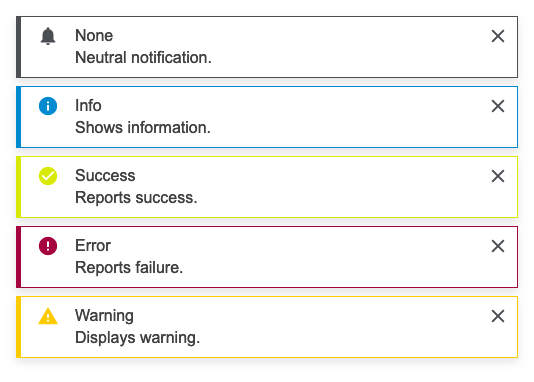 None
Neutral notification.
Info
Shows information.
Success
Reports success.
Error
Reports failure.
Warning
Displays warning.